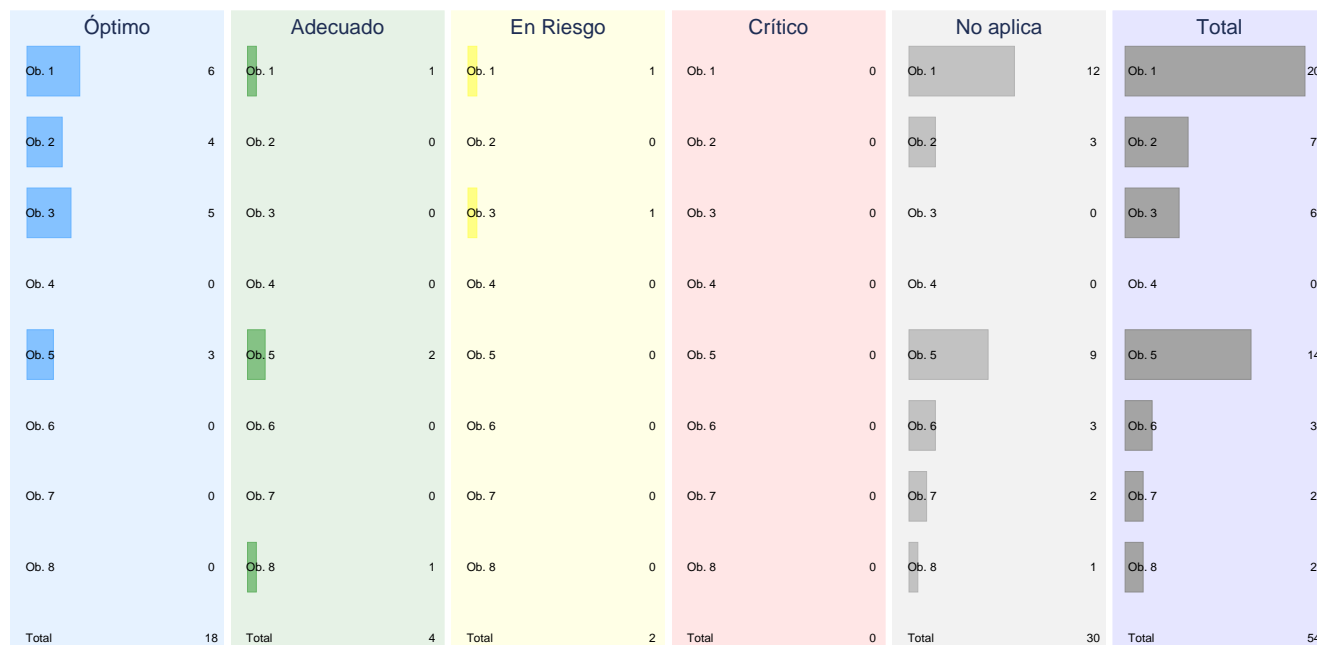 Óptimo Adecuado En Riesgo Crítico No aplica Total
Ob. 1 6 Ob. 1 1 Ob. 1 1 Ob. 1 0 Ob. 1 12 Ob. 1 20
Ob. 2 4 Ob. 2 0 Ob. 2 0 Ob. 2 0 Ob. 2 3 Ob. 2 7
Ob. 3 5 Ob. 3 0 Ob. 3 1 Ob. 3 0 Ob. 3 0 Ob. 3 6
Ob. 4 0 Ob. 4 0 Ob. 4 0 Ob. 4 0 Ob. 4 0 Ob. 4 0
Ob. 5 3 Ob. 5 2 Ob. 5 0 Ob. 5 0 Ob. 5 9 Ob. 5 14
Ob. 6 0 Ob. 6 0 Ob. 6 0 Ob. 6 0 Ob. 6 3 Ob. 6 3
Ob. 7 0 Ob. 7 0 Ob. 7 0 Ob. 7 0 Ob. 7 2 Ob. 7 2
Ob. 8 0 Ob. 8 1 Ob. 8 0 Ob. 8 0 Ob. 8 1 Ob. 8 2
Total 18 Total 4 Total 2 Total 0 Total 30 Total 54